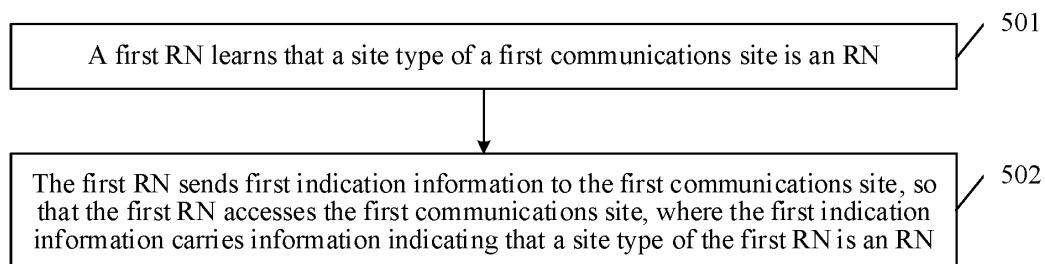 501
A first RN learns that a site type of a first communications site is an RN
502
The first RN sends first indication information to the first communications site, so
that the first RN accesses the first communications site, where the first indication
information carries information indicating that a site type of the first RN is an RN